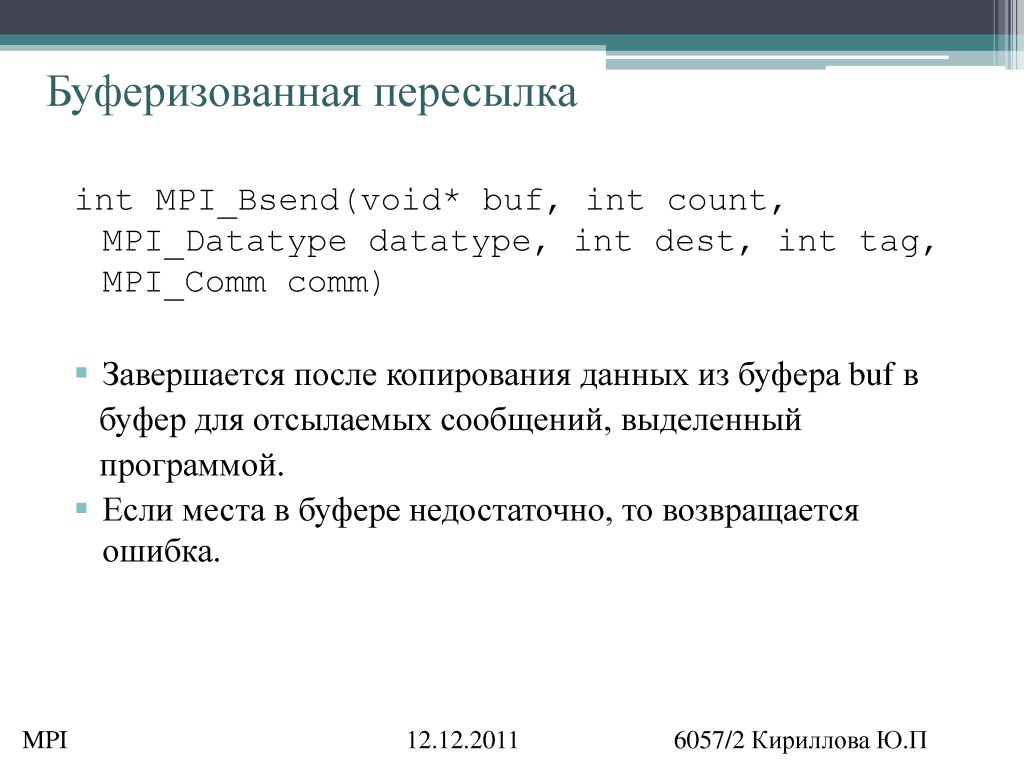 Буферизованная пересылка
int MPI_Bsend(void* buf, int count,
MPI_Datatype datatype, int dest, int tag,
MPI_Comm comm)
▪ Завершается после копирования данных из буфера buf в
буфер для отсылаемых сообщений, выделенный
программой.
▪ Если места в буфере недостаточно, то возвращается
ошибка.
MPI 12.12.2011 6057/2 Кириллова Ю.П